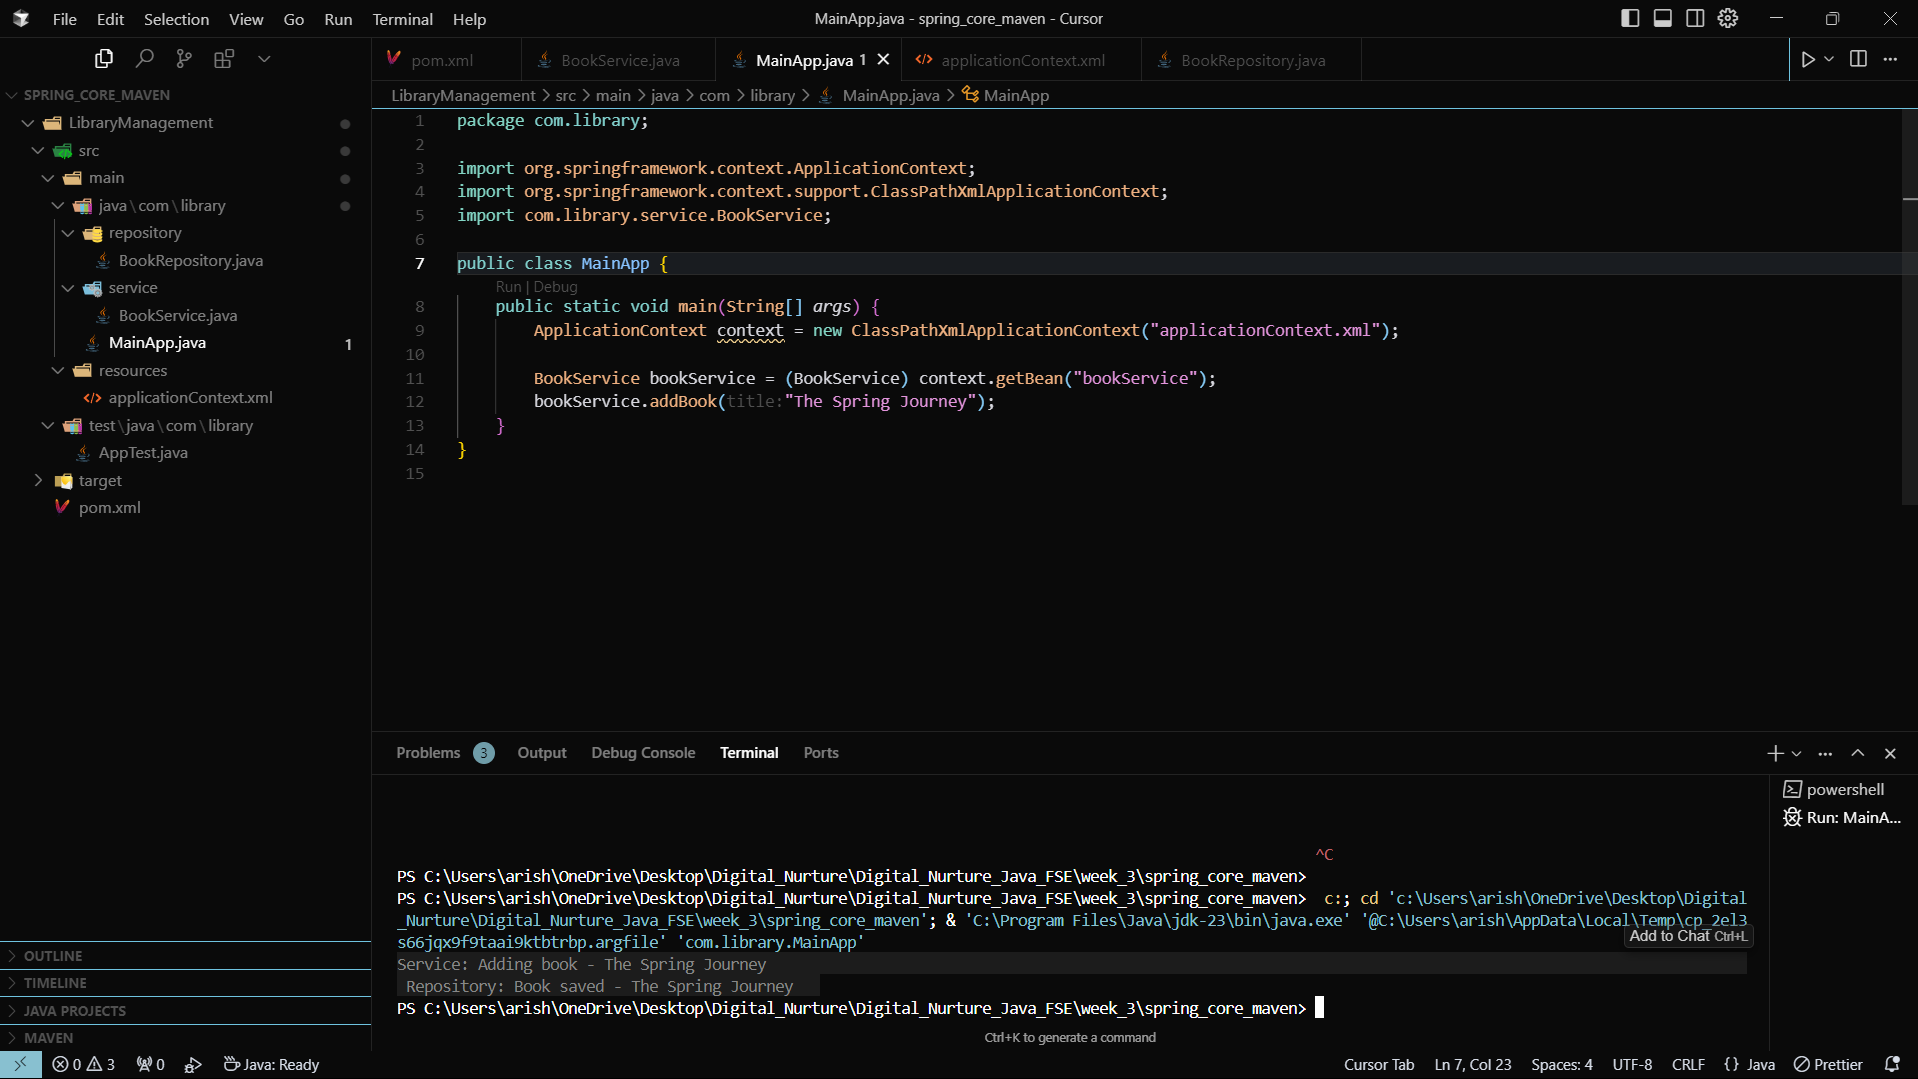 File Edit Selection View Go Run Terminal Help
MainApp.java - spring_core_maven - Cursor
SPRING_CORE_MAVEN
LibraryManagement
src
main
java\com\library
repository
BookRepository.java
service
BookService.java
MainApp.java 1
resources
applicationContext.xml
test\java\com\library
AppTest.java
target
pom.xml
OUTLINE
TIMELINE
JAVA PROJECTS
MAVEN
pom.xml BookService.java MainApp.java 1 applicationContext.xml BookRepository.java
LibraryManagement > src > main > java > com > library > MainApp.java > MainApp
1 package com.library;
2
3 import org.springframework.context.ApplicationContext;
4 import org.springframework.context.support.ClassPathXmlApplicationContext;
5 import com.library.service.BookService;
6
7 public class MainApp {
Run | Debug
8 public static void main(String[] args) {
9 ApplicationContext context = new ClassPathXmlApplicationContext("applicationContext.xml");
10
11 BookService bookService = (BookService) context.getBean("bookService");
12 bookService.addBook(title:"The Spring Journey");
13 }
14 }
15
Problems 3 Output Debug Console Terminal Ports
powershell
Run: MainA...
^C
PS C:\Users\arish\OneDrive\Desktop\Digital_Nurture\Digital_Nurture_Java_FSE\week_3\spring_core_maven>
PS C:\Users\arish\OneDrive\Desktop\Digital_Nurture\Digital_Nurture_Java_FSE\week_3\spring_core_maven> c:; cd 'c:\Users\arish\OneDrive\Desktop\Digital
_Nurture\Digital_Nurture_Java_FSE\week_3\spring_core_maven'; & 'C:\Program Files\Java\jdk-23\bin\java.exe' '@C:\Users\arish\AppData\Local\Temp\cp_2el3
s66jqx9f9taai9ktbtrbp.argfile' 'com.library.MainApp'
Add to Chat Ctrl+L
Service: Adding book - The Spring Journey
Repository: Book saved - The Spring Journey
PS C:\Users\arish\OneDrive\Desktop\Digital_Nurture\Digital_Nurture_Java_FSE\week_3\spring_core_maven>
Ctrl+K to generate a command
0 3 0 Java: Ready Cursor Tab Ln 7, Col 23 Spaces: 4 UTF-8 CRLF {} Java Prettier